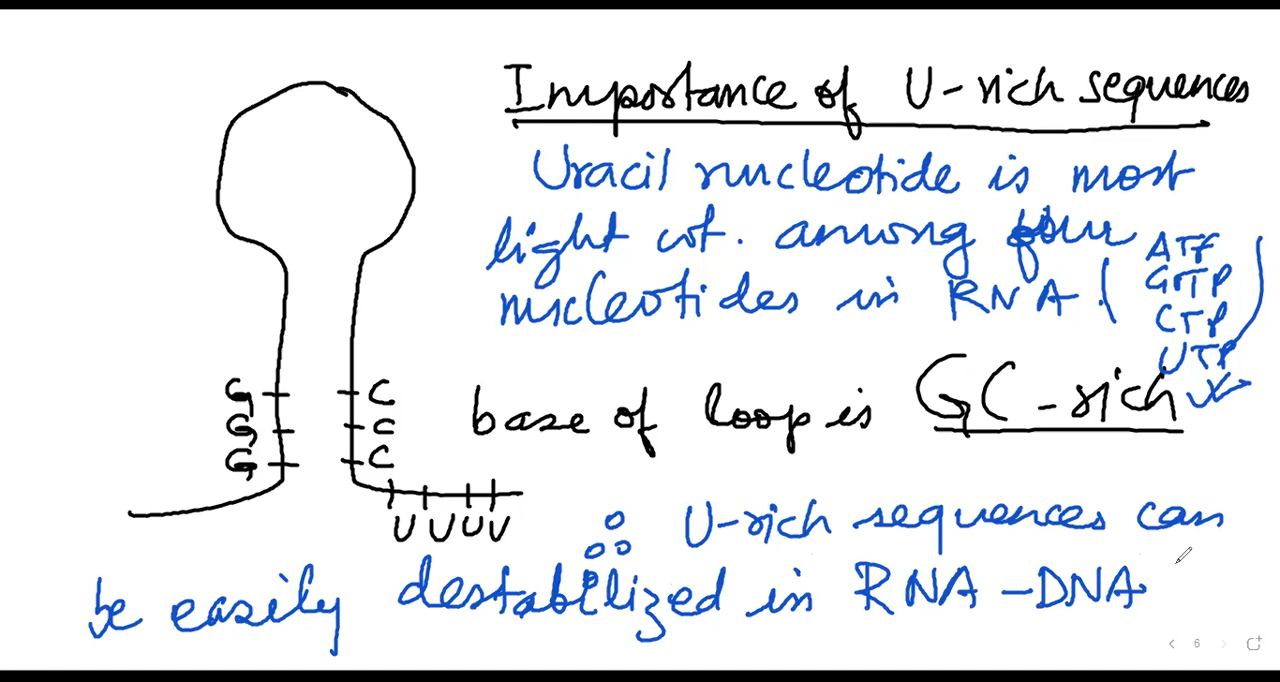 Importance of U-rich sequences
Uracil nucleotide is most
light wt. among four
nucleotides in RNA. (
ATP
GTP
CTP
UTP
base of loop is GC-rich
G C
G C
G C
U U U U
∴ U-rich sequences can
be easily destabilized in RNA-DNA.
6